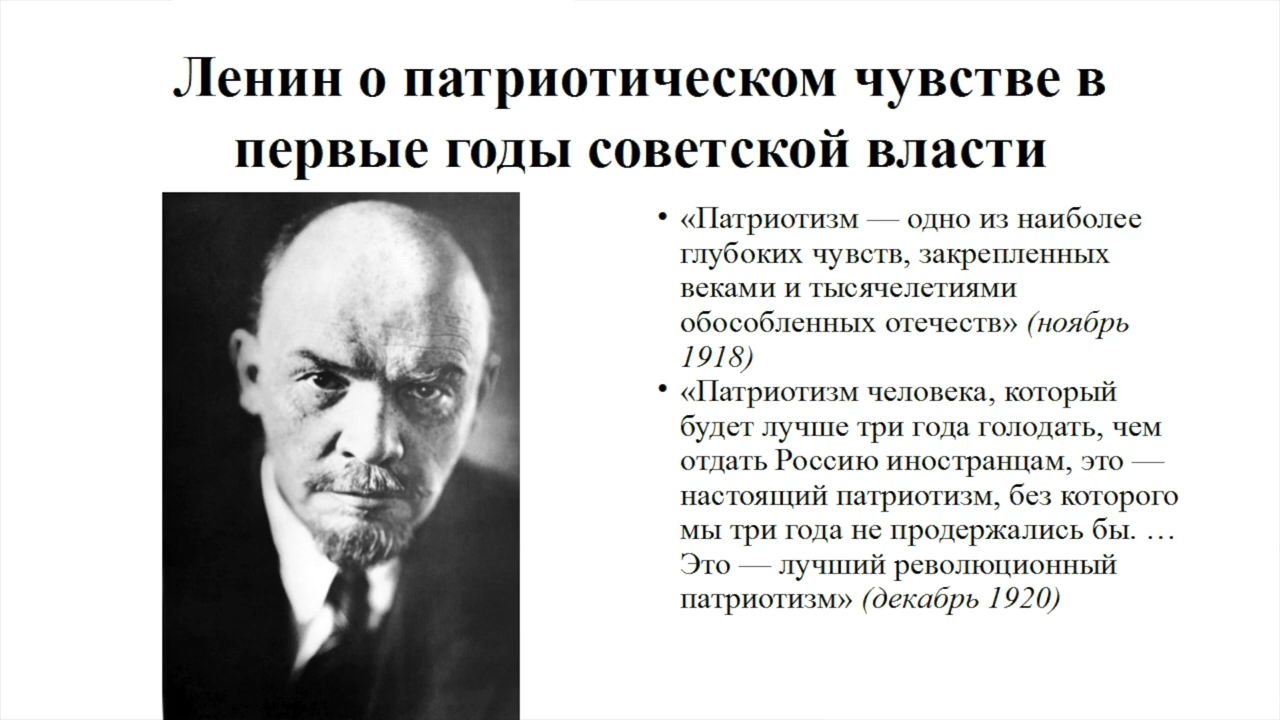 Ленин о патриотическом чувстве в
первые годы советской власти
• «Патриотизм — одно из наиболее
глубоких чувств, закрепленных
веками и тысячелетиями
обособленных отечеств» (ноябрь
1918)
• «Патриотизм человека, который
будет лучше три года голодать, чем
отдать Россию иностранцам, это —
настоящий патриотизм, без которого
мы три года не продержались бы. …
Это — лучший революционный
патриотизм» (декабрь 1920)